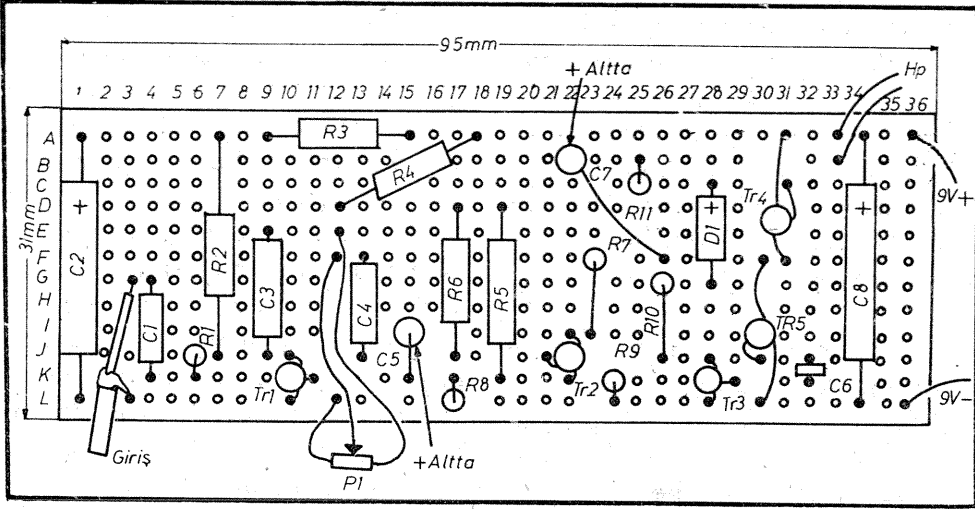 95mm
+ Altta
Hp
1 2 3 4 5 6 7 8 9 10 11 12 13 14 15 16 17 18 19 20 21 22 23 24 25 26 27 28 29 30 31 32 33 34 35 36
31mm
A
B
C
D
E
F
G
H
I
J
K
L
R3
R4
C7
R11
Tr4
9V+
+
C2
R2
C3
C4
R6
R5
R7
+
D1
+
C8
C1
R1
C5
R10
TR5
R9
Tr1
R8
Tr2
Tr3
C6
9V-
Giriş
P1
+Altta